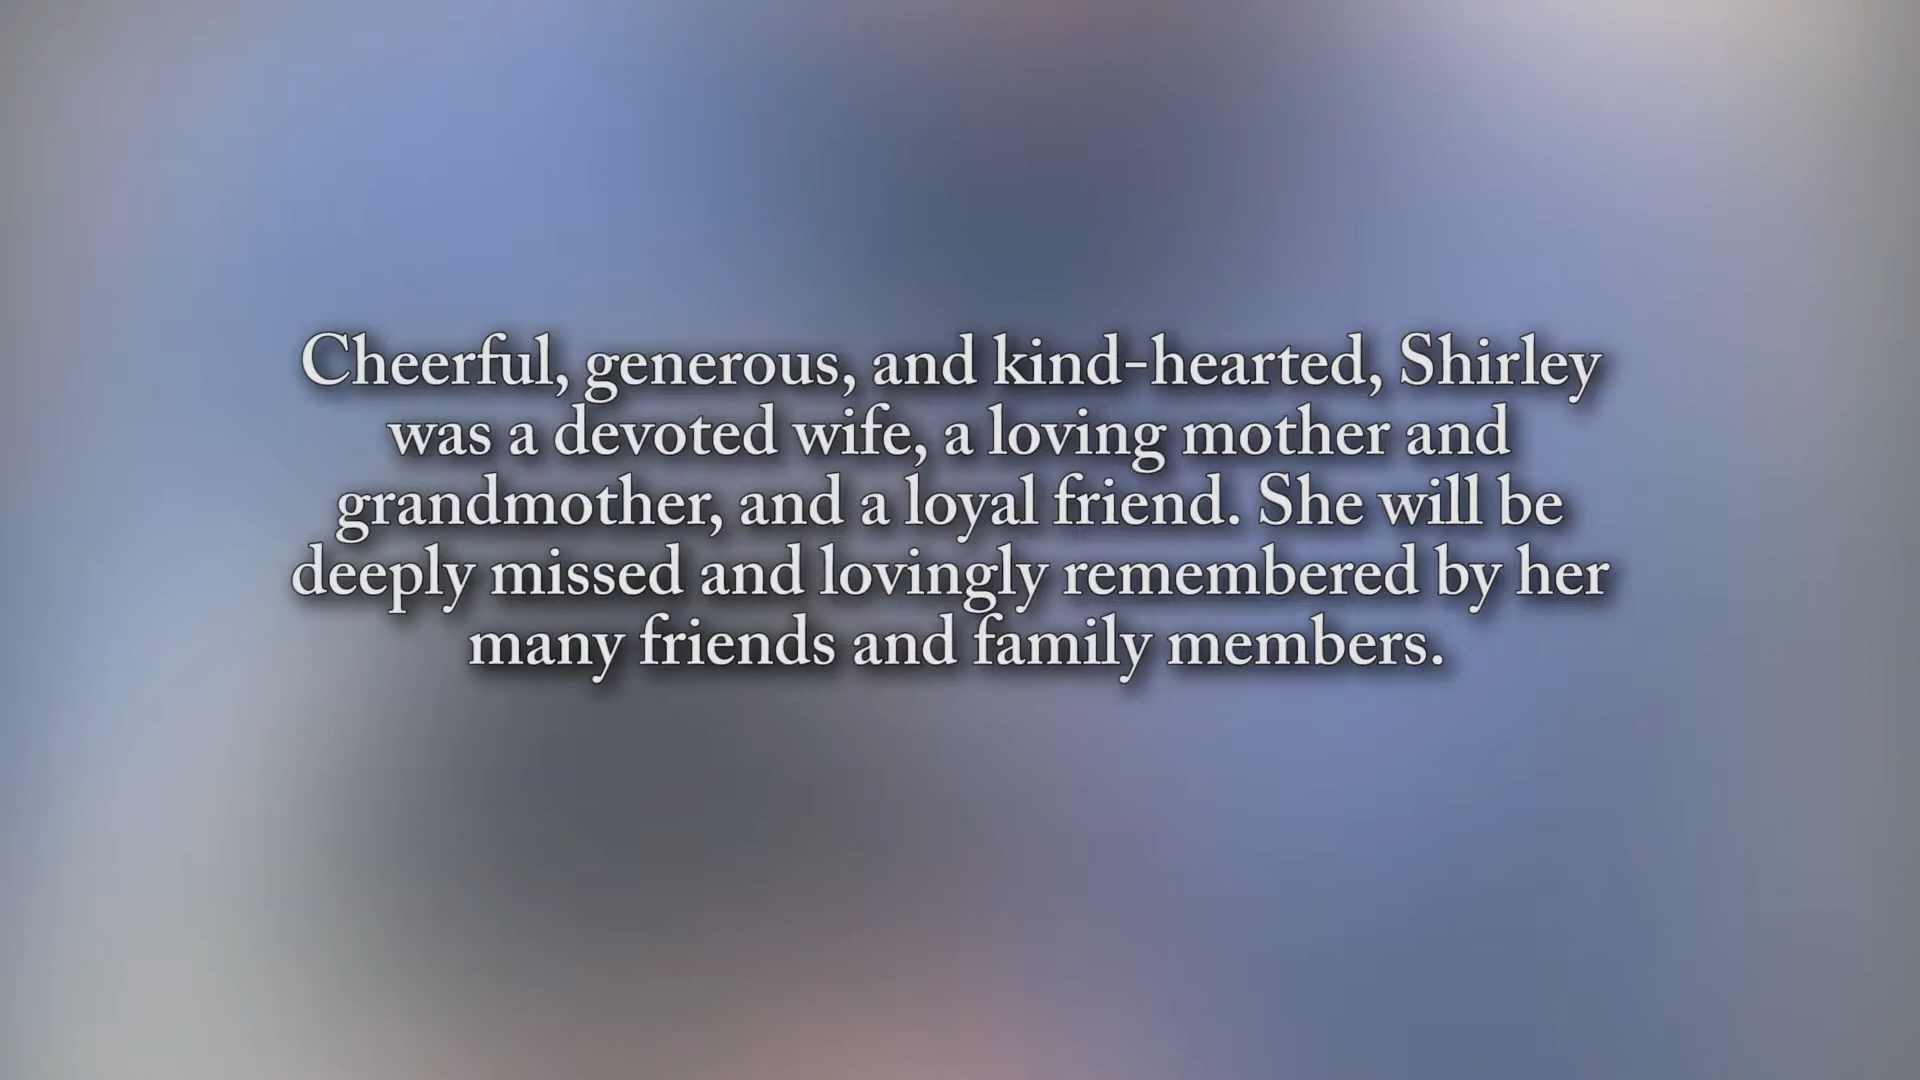 Cheerful, generous, and kind-hearted, Shirley
was a devoted wife, a loving mother and
grandmother, and a loyal friend. She will be
deeply missed and lovingly remembered by her
many friends and family members.